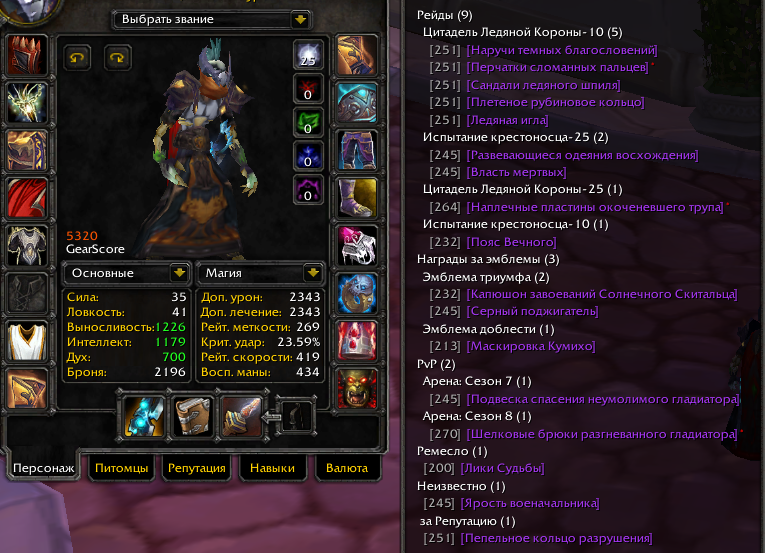 Выбрать звание
25
0
0
0
0
5320
GearScore
Основные
Магия
Сила: 35
Ловкость: 41
Выносливость: 1226
Интеллект: 1179
Дух: 700
Броня: 2196
Доп. урон: 2343
Доп. лечение: 2343
Рейт. меткости: 269
Крит. удар: 23.59%
Рейт. скорости: 419
Восп. маны: 434
Персонаж
Питомцы
Репутация
Навыки
Валюта
Рейды (9)
Цитадель Ледяной Короны-10 (5)
[251] [Наручи темных благословений]
[251] [Перчатки сломанных пальцев]*
[251] [Сандали ледяного шпиля]
[251] [Плетеное рубиновое кольцо]
[251] [Ледяная игла]
Испытание крестоносца-25 (2)
[245] [Развевающиеся одеяния восхождения]
[245] [Власть мертвых]
Цитадель Ледяной Короны-25 (1)
[264] [Наплечные пластины окоченевшего трупа]*
Испытание крестоносца-10 (1)
[232] [Пояс Вечного]
Награды за эмблемы (3)
Эмблема триумфа (2)
[232] [Капюшон завоеваний Солнечного Скитальца]
[245] [Серный поджигатель]
Эмблема доблести (1)
[213] [Маскировка Кумихо]
PvP (2)
Арена: Сезон 7 (1)
[245] [Подвеска спасения неумолимого гладиатора]
Арена: Сезон 8 (1)
[270] [Шелковые брюки разгневанного гладиатора]*
Ремесло (1)
[200] [Лики Судьбы]
Неизвестно (1)
[245] [Ярость военачальника]
за Репутацию (1)
[251] [Пепельное кольцо разрушения]